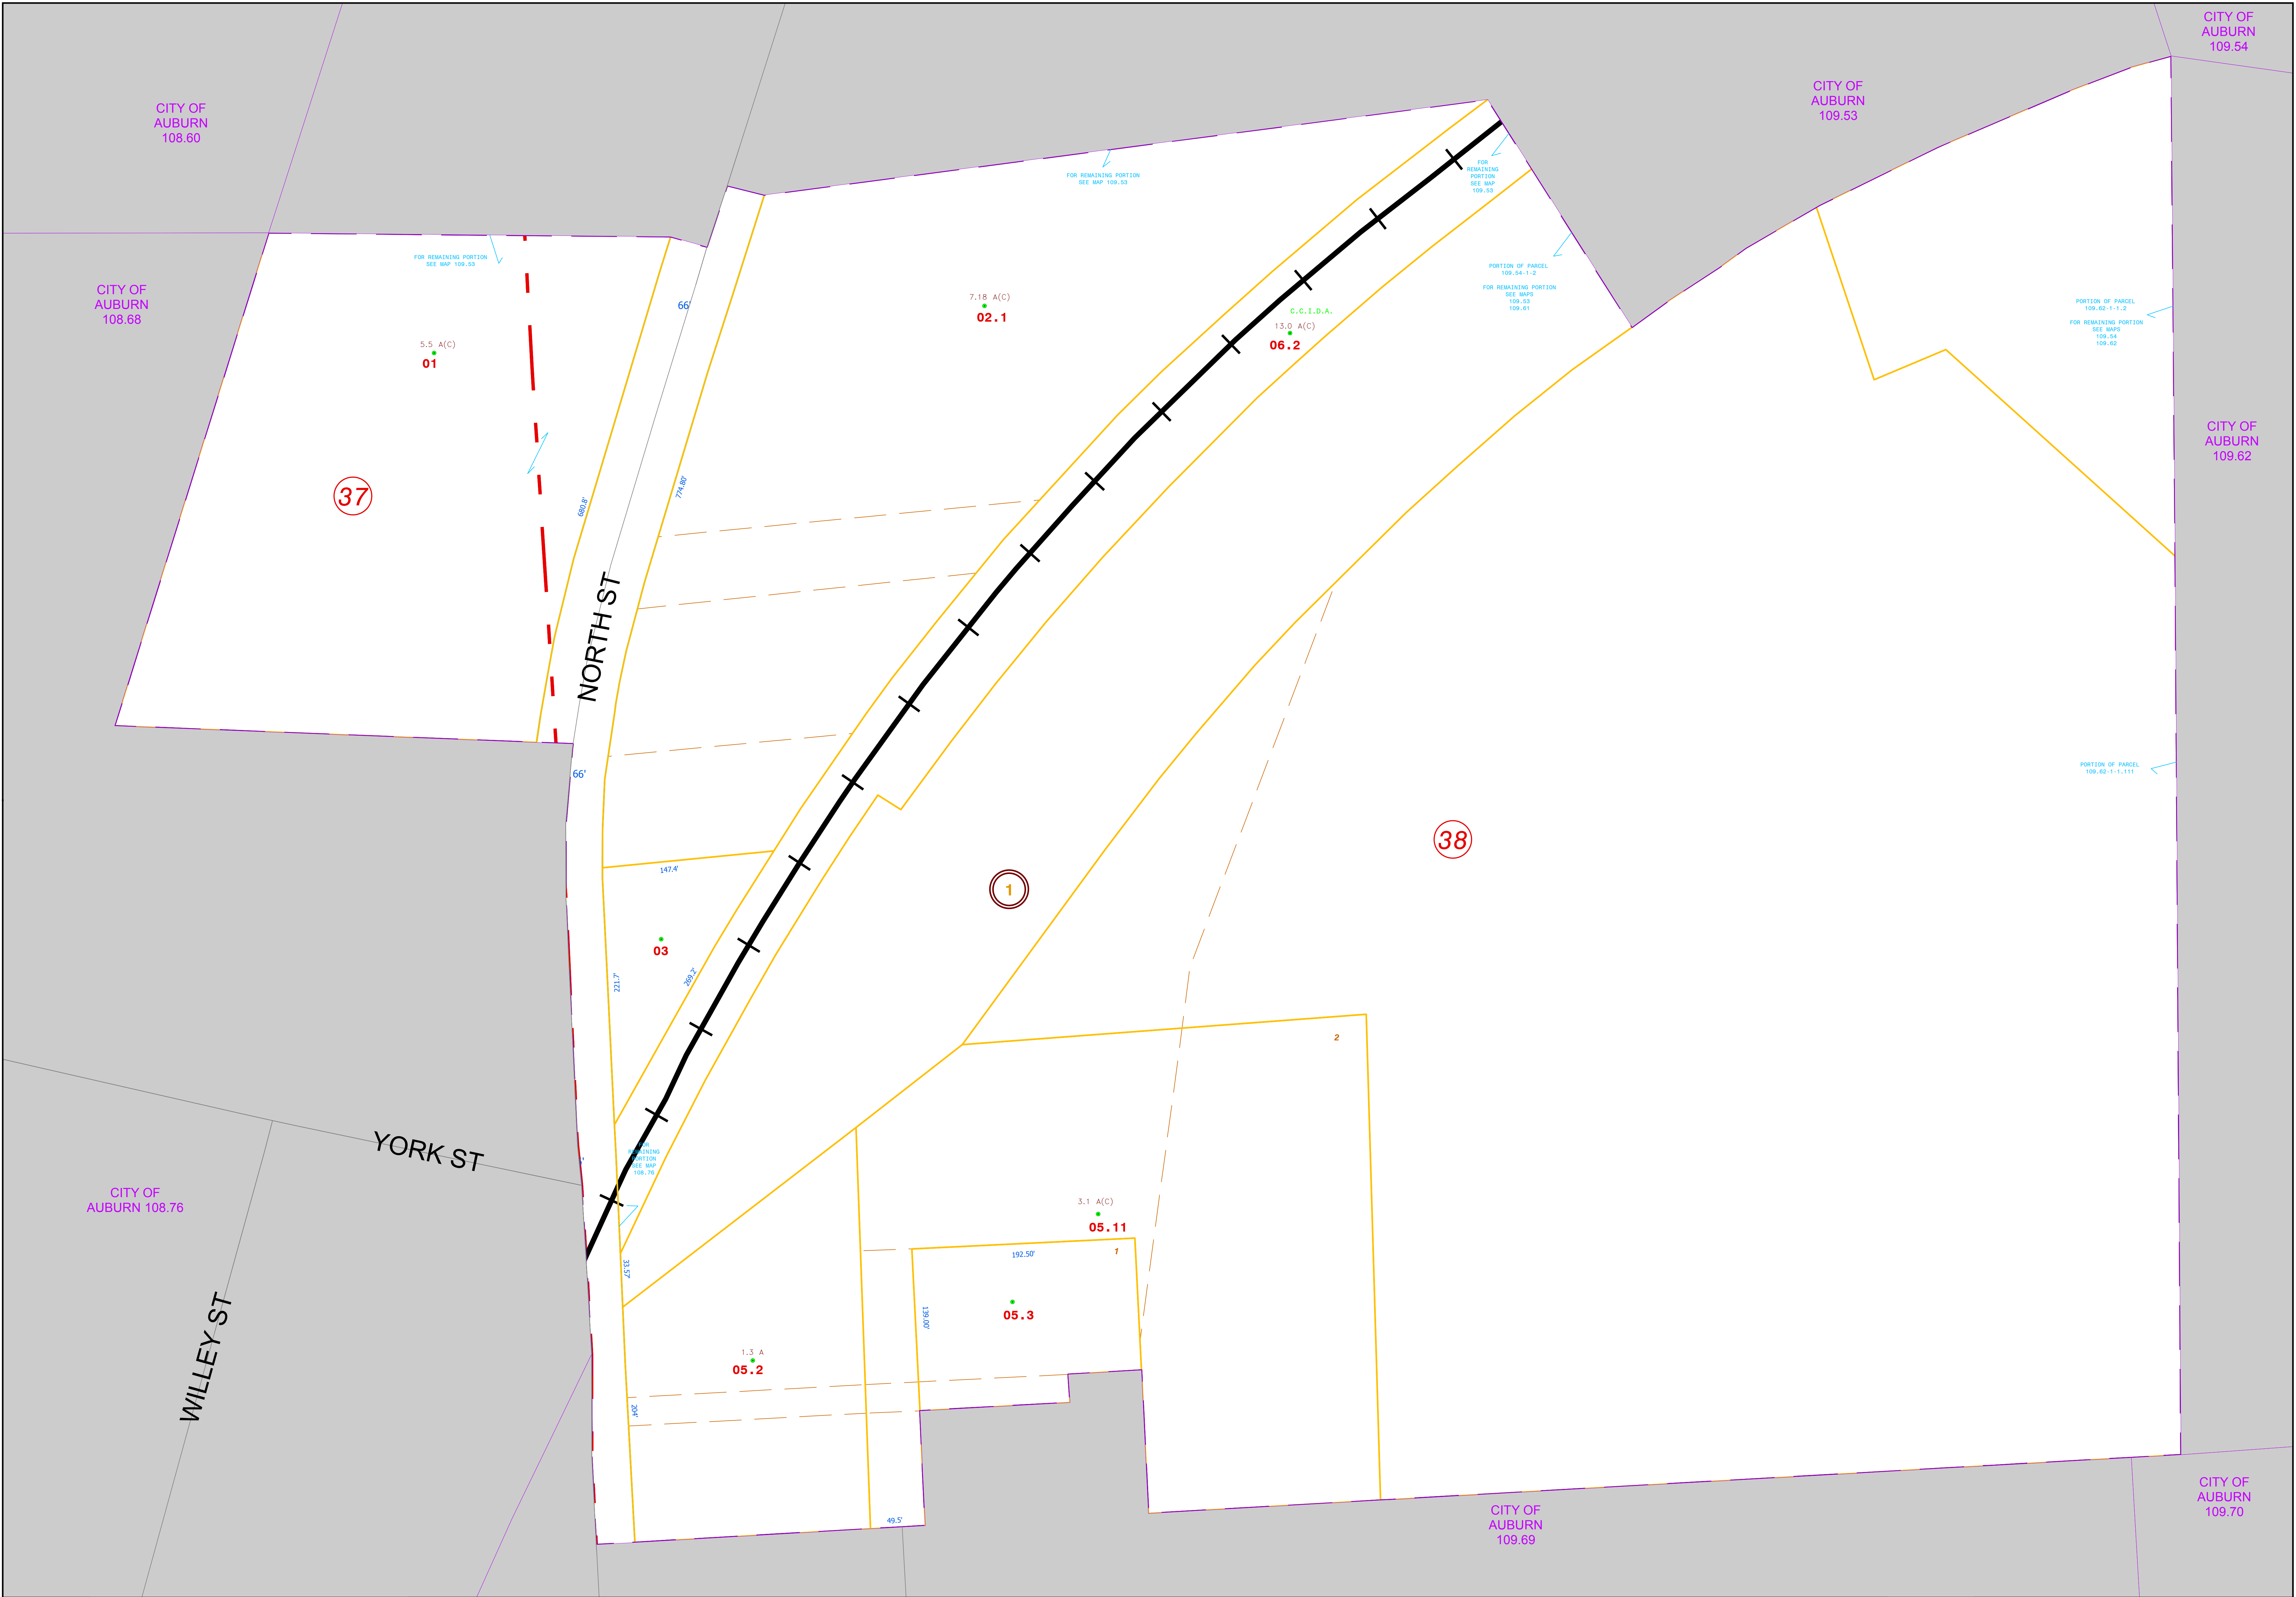 CITY OF
AUBURN
109.54
CITY OF
AUBURN
109.53
CITY OF
AUBURN
108.60
FOR REMAINING PORTION
SEE MAP 109.53
FOR
REMAINING
PORTION
SEE MAP
109.53
FOR REMAINING PORTION
SEE MAP 109.53
PORTION OF PARCEL
109.54-1-2
FOR REMAINING PORTION
SEE MAPS
109.53
109.61
CITY OF
AUBURN
108.68
66'
7.18 A(C)
02.1
C.C.I.D.A.
13.0 A(C)
06.2
PORTION OF PARCEL
109.62-1-1.2
FOR REMAINING PORTION
SEE MAPS
109.54
109.62
5.5 A(C)
01
CITY OF
AUBURN
109.62
37
680.8'
774.80'
NORTH ST
66'
PORTION OF PARCEL
109.62-1-1.111
38
147.4'
1
03
221.7'
269.2'
2
YORK ST
REMAINING
PORTION
SEE MAP
108.76
CITY OF
AUBURN 108.76
3.1 A(C)
05.11
33.57'
192.50'
1
139.00'
05.3
WILLEY ST
1.3 A
05.2
204'
49.5'
CITY OF
AUBURN
109.69
CITY OF
AUBURN
109.70